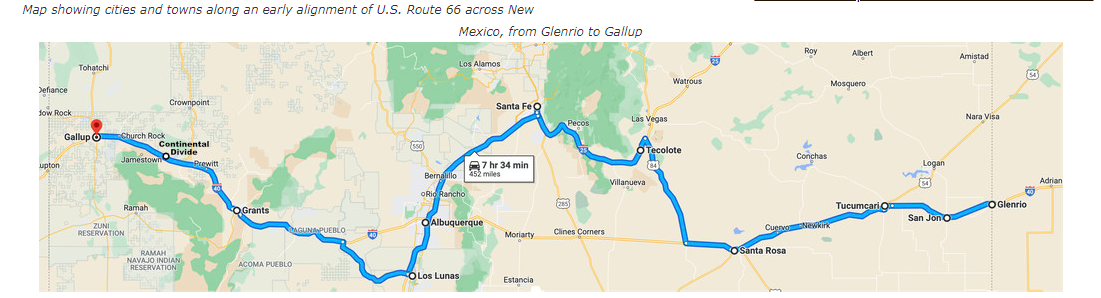 Map showing cities and towns along an early alignment of U.S. Route 66 across New
Mexico, from Glenrio to Gallup
Roy
Albert
Amistad
Los Alamos
25
54
Tohatchi
Watrous
Mosquero
Defiance
Crownpoint
Santa Fe
dow Rock
Pecos
Las Vegas
Nara Visa
Gallup
Church Rock
Continental
Divide
550
25
Tecolote
Jamestown
Prewitt
7 hr 34 min
452 miles
Conchas
Logan
upton
84
Bernalillo
Villanueva
54
40
Adrian
40
Rio Rancho
Ramah
Grants
285
Tucumcari
Glenrio
San Jon
ZUNI
RESERVATION
LAGUNA PUEBLO
40
Albuquerque
Moriarty
Clines Corners
Cuervo
Newkirk
RAMAH
NAVAJO INDIAN
RESERVATION
ACOMA PUEBLO
Santa Rosa
Los Lunas
Estancia